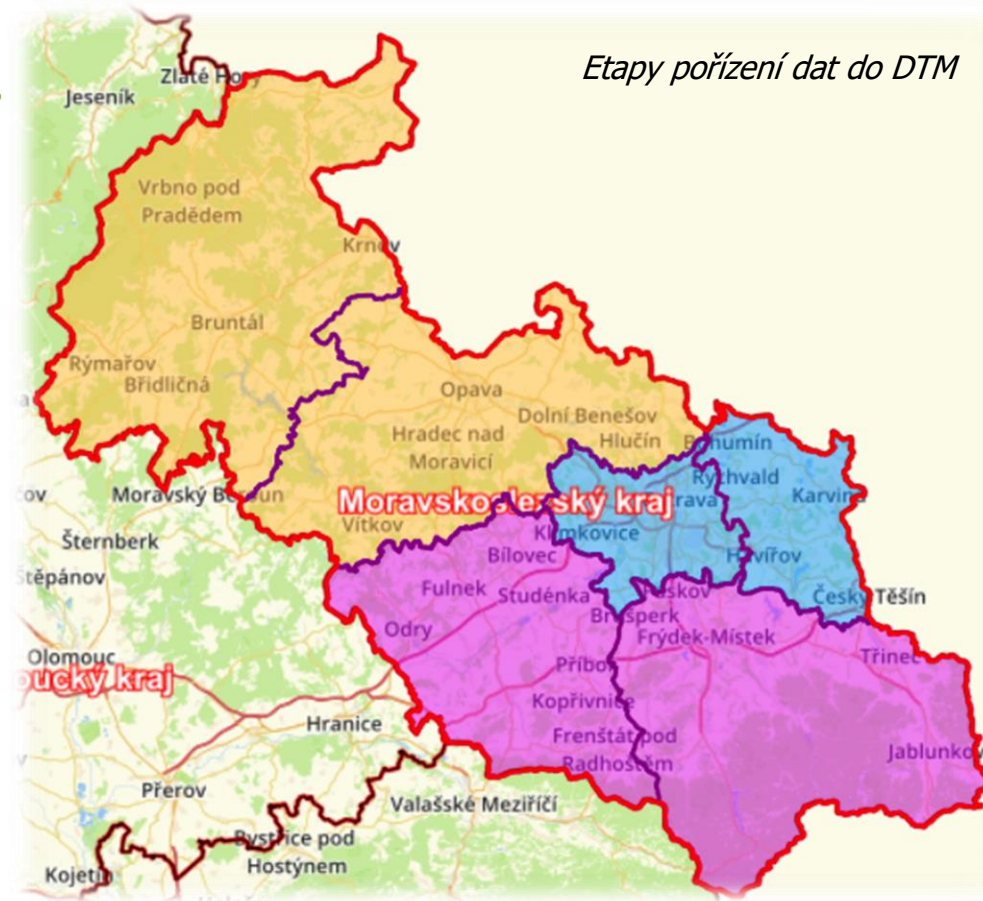 Etapy pořízení dat do DTM
Zlaté Hory
Jeseník
Vrbno pod
Pradědem
Krnov
Bruntál
Rýmařov
Břidličná
Opava
Dolní Benešov
Hradec nad
Moravicí
Hlučín
Bohumín
Rychvald
Karviná
Moravský Beroun
Moravskoslezský kraj
Vítkov
Klimkovice
Šternberk
Bílovec
Havířov
Štěpánov
Fulnek
Studénka
Český Těšín
Paskov
Brušperk
Odry
Frýdek-Místek
Olomouc
Příbor
Třinec
oucký kraj
Kopřivnice
Hranice
Frenštát pod
Radhoštěm
Jablunkov
Přerov
Valašské Meziříčí
Bystřice pod
Hostýnem
Kojetín